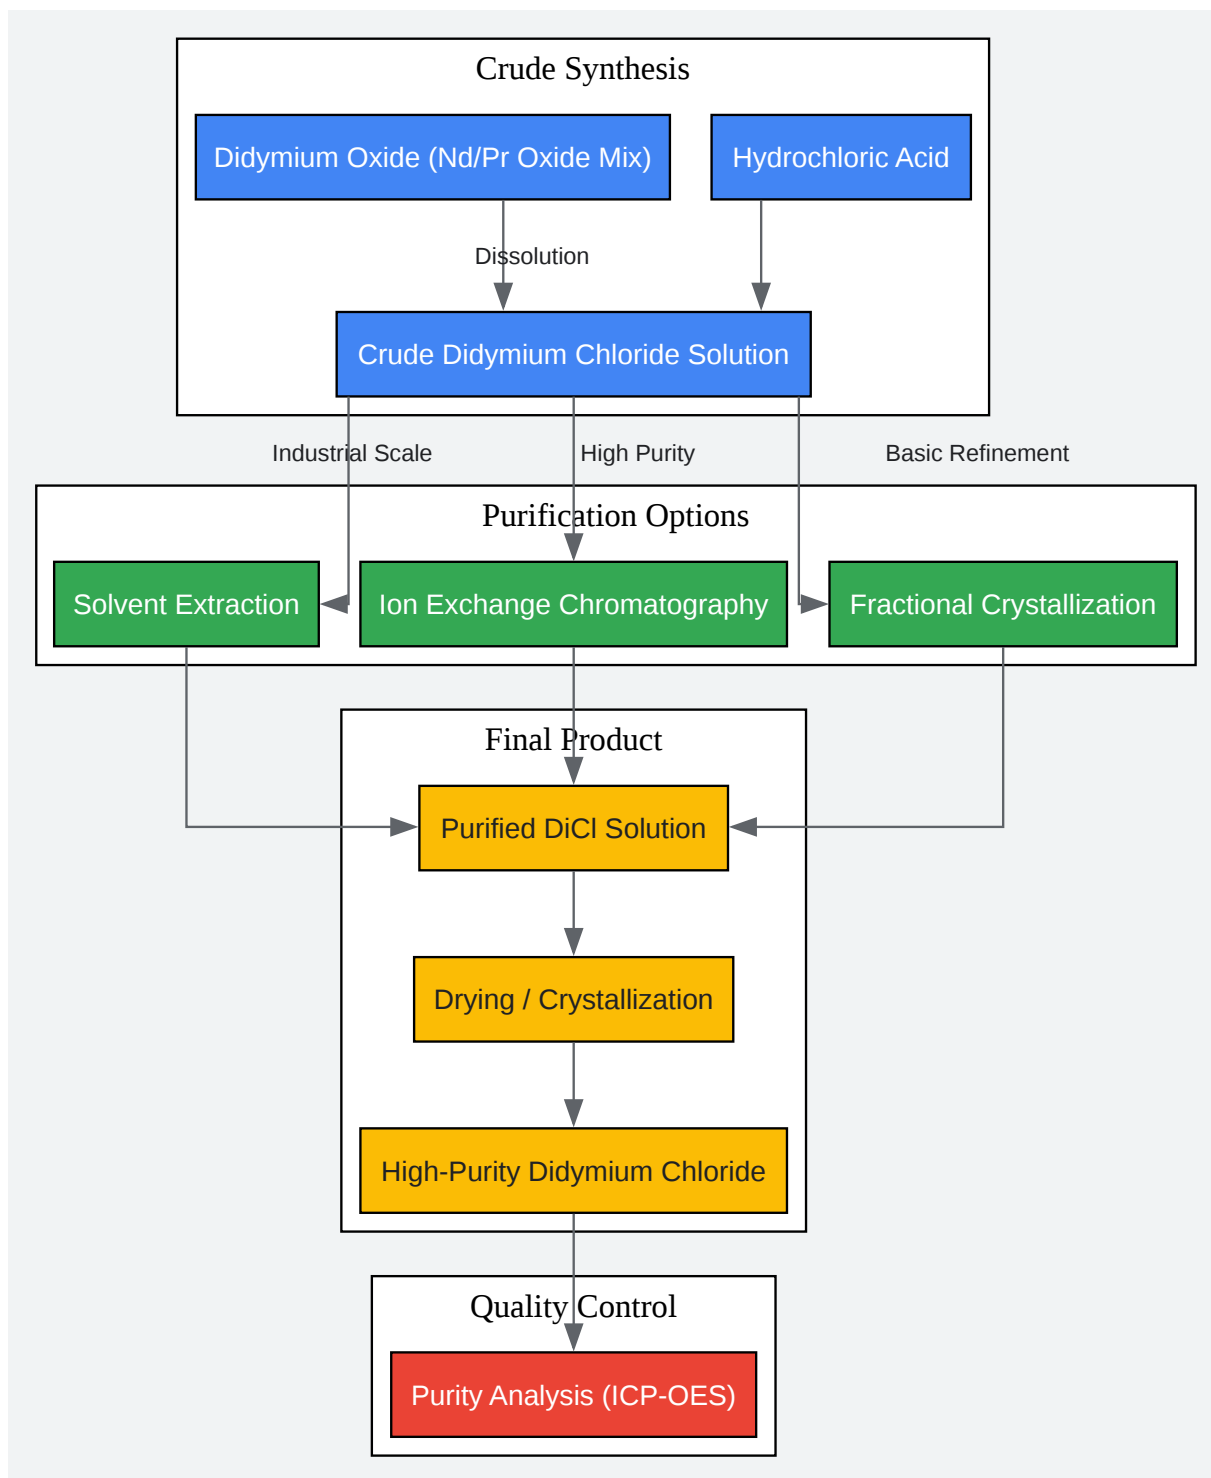 Crude Synthesis
Didymium Oxide (Nd/Pr Oxide Mix)
Hydrochloric Acid
Dissolution
Crude Didymium Chloride Solution
Industrial Scale
High Purity
Basic Refinement
Purification Options
Solvent Extraction
Ion Exchange Chromatography
Fractional Crystallization
Final Product
Purified DiCl Solution
Drying / Crystallization
High-Purity Didymium Chloride
Quality Control
Purity Analysis (ICP-OES)